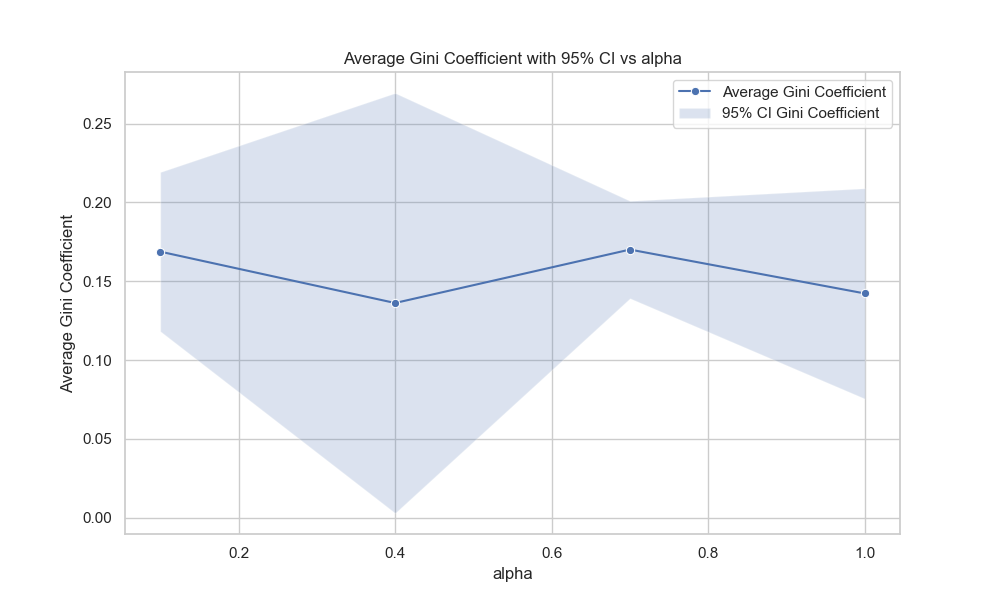 Average Gini Coefficient with 95% CI vs alpha
Average Gini Coefficient
95% CI Gini Coefficient
Average Gini Coefficient
0.25
0.20
0.15
0.10
0.05
0.00
0.2 0.4 0.6 0.8 1.0
alpha